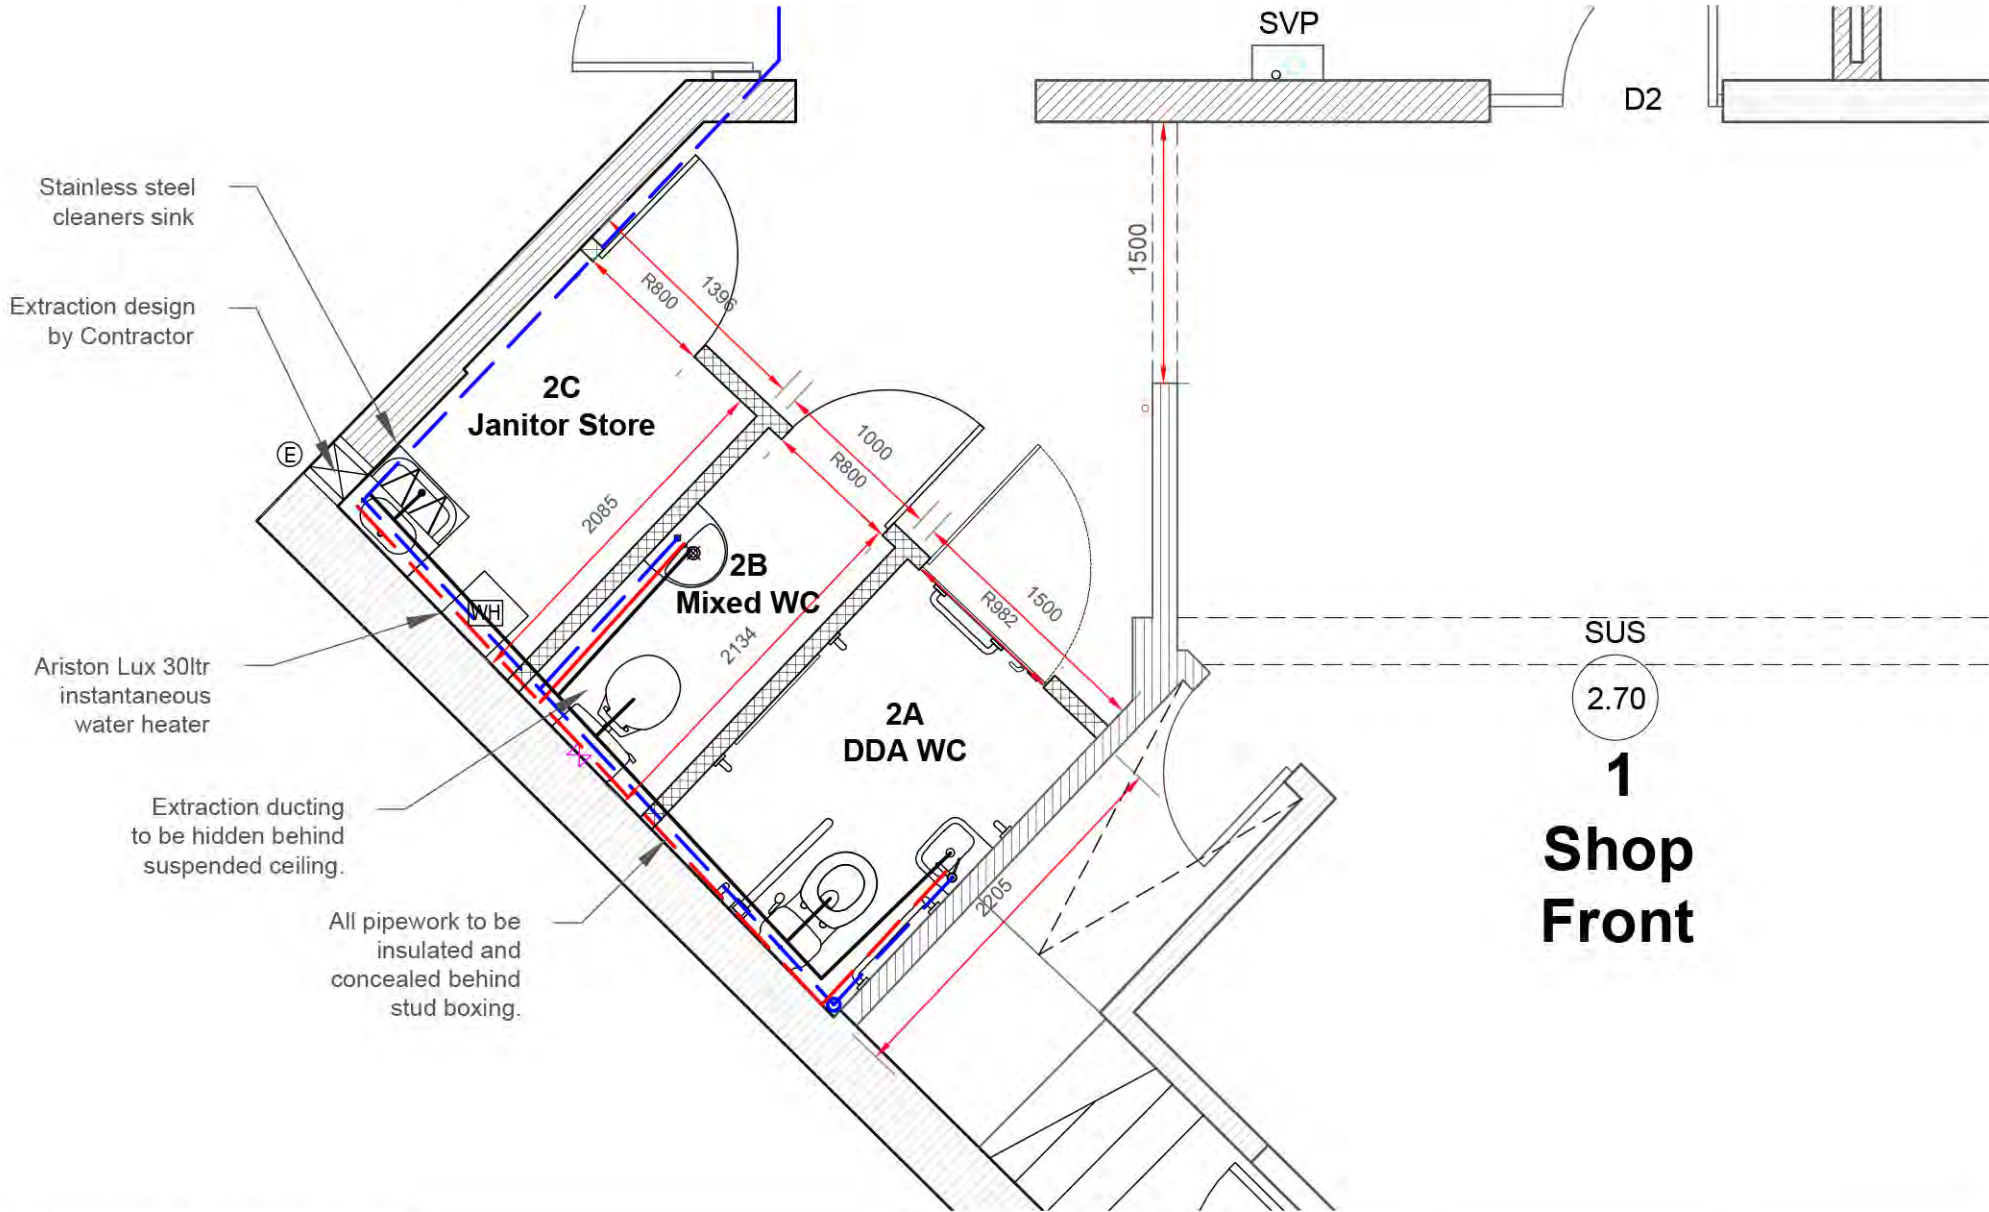 SVP
D2
Stainless steel
cleaners sink
Extraction design
by Contractor
E
R800
1396
1500
2C
Janitor Store
1000
R800
2085
2B
Mixed WC
WH
2134
R982
1500
Ariston Lux 30ltr
instantaneous
water heater
2A
DDA WC
SUS
2.70
1
Shop
Front
Extraction ducting
to be hidden behind
suspended ceiling.
2205
All pipework to be
insulated and
concealed behind
stud boxing.